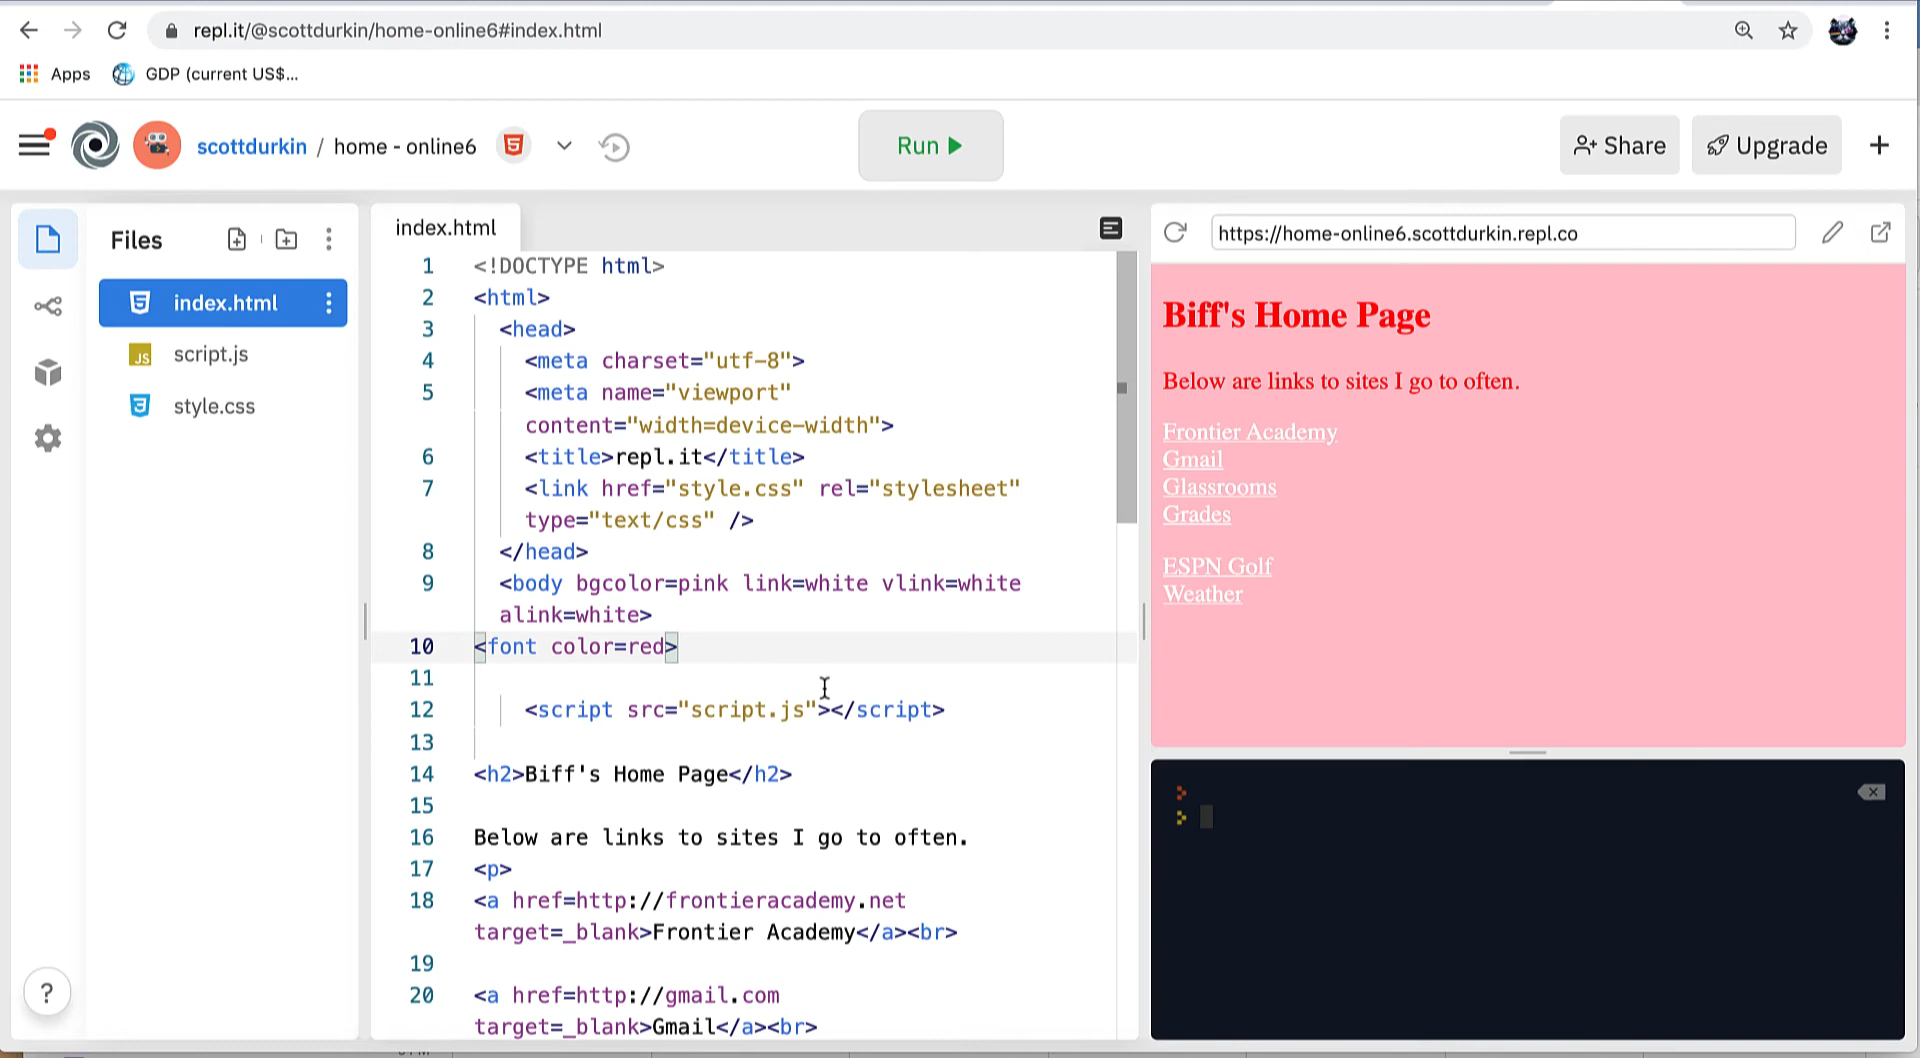 repl.it/@scottdurkin/home-online6#index.html
Apps GDP (current US$...
scottdurkin / home - online6
Run
Share
Upgrade
Files
index.html
JS script.js
style.css
index.html
1 <!DOCTYPE html>
2 <html>
3 <head>
4 <meta charset="utf-8">
5 <meta name="viewport"
content="width=device-width">
6 <title>repl.it</title>
7 <link href="style.css" rel="stylesheet"
type="text/css" />
8 </head>
9 <body bgcolor=pink link=white vlink=white
alink=white>
10 <font color=red>
11
12 <script src="script.js"></script>
13
14 <h2>Biff's Home Page</h2>
15
16 Below are links to sites I go to often.
17 <p>
18 <a href=http://frontieracademy.net
target=_blank>Frontier Academy</a><br>
19
20 <a href=http://gmail.com
target=_blank>Gmail</a><br>
https://home-online6.scottdurkin.repl.co
Biff's Home Page
Below are links to sites I go to often.
Frontier Academy
Gmail
Glassrooms
Grades
ESPN Golf
Weather
>
>
?